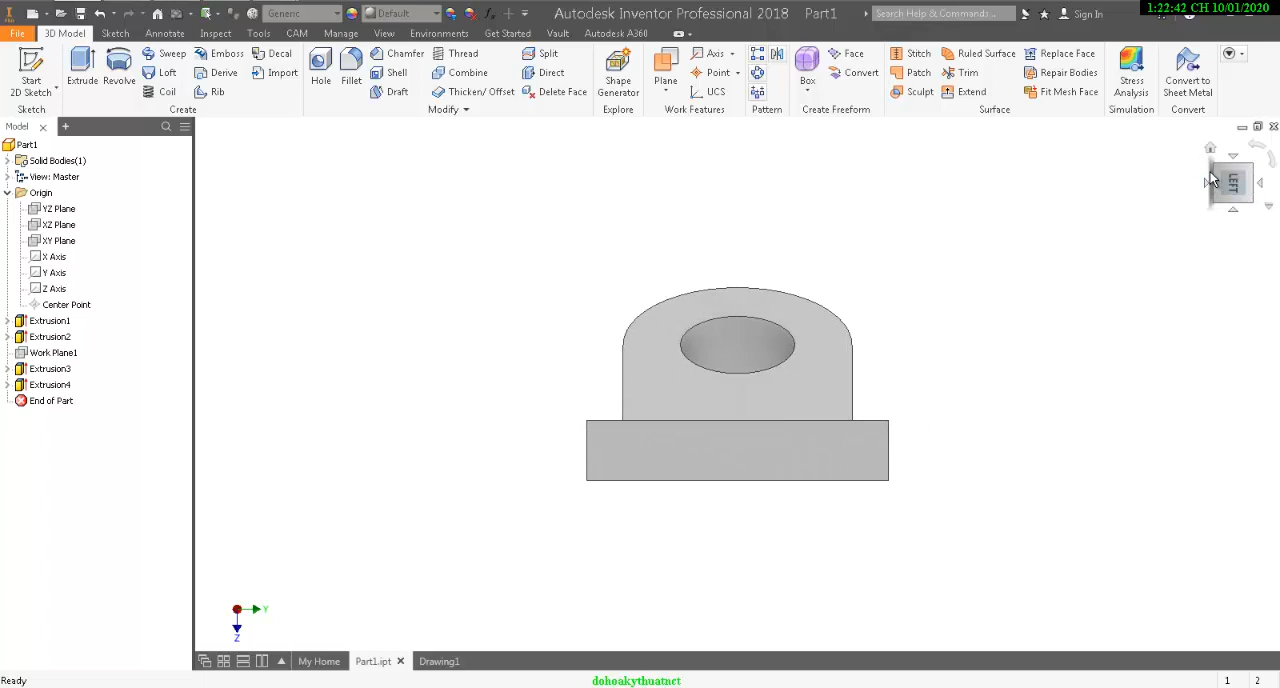 Generic
Default
Autodesk Inventor Professional 2018 Part1
Search Help & Commands...
Sign In
1:22:42 CH 10/01/2020
File 3D Model Sketch Annotate Inspect Tools CAM Manage View Environments Get Started Vault Autodesk A360
Start
2D Sketch
Sketch
Extrude
Revolve
Sweep
Loft
Coil
Emboss
Derive
Rib
Decal
Import
Create
Hole
Fillet
Chamfer
Shell
Draft
Thread
Combine
Thicken/ Offset
Split
Direct
Delete Face
Modify
Shape
Generator
Explore
Plane
Axis
Point
UCS
Work Features
Pattern
Box
Face
Convert
Create Freeform
Stitch
Patch
Sculpt
Ruled Surface
Trim
Extend
Replace Face
Repair Bodies
Fit Mesh Face
Surface
Stress
Analysis
Simulation
Convert to
Sheet Metal
Convert
Model
Part1
Solid Bodies(1)
View: Master
Origin
YZ Plane
XZ Plane
XY Plane
X Axis
Y Axis
Z Axis
Center Point
Extrusion1
Extrusion2
Work Plane1
Extrusion3
Extrusion4
End of Part
LEFT
Y
Z
My Home
Part1.ipt
Drawing1
Ready
dohoakythuatnet
1 2